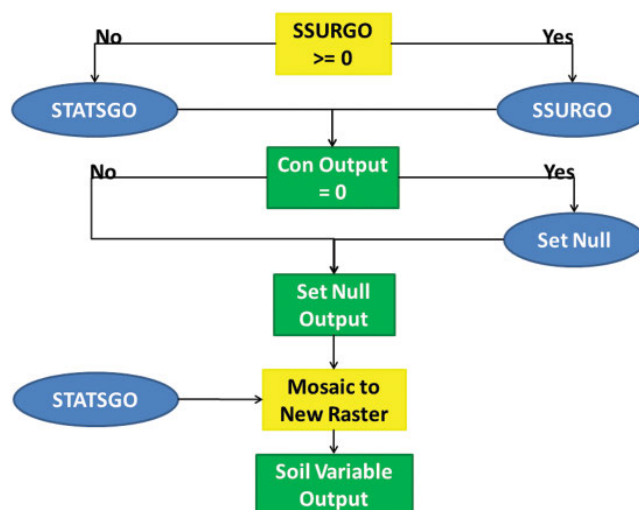 No
SSURGO
>= 0
Yes
STATSGO
SSURGO
No
Con Output
= 0
Yes
Set Null
Set Null
Output
STATSGO
Mosaic to
New Raster
Soil Variable
Output